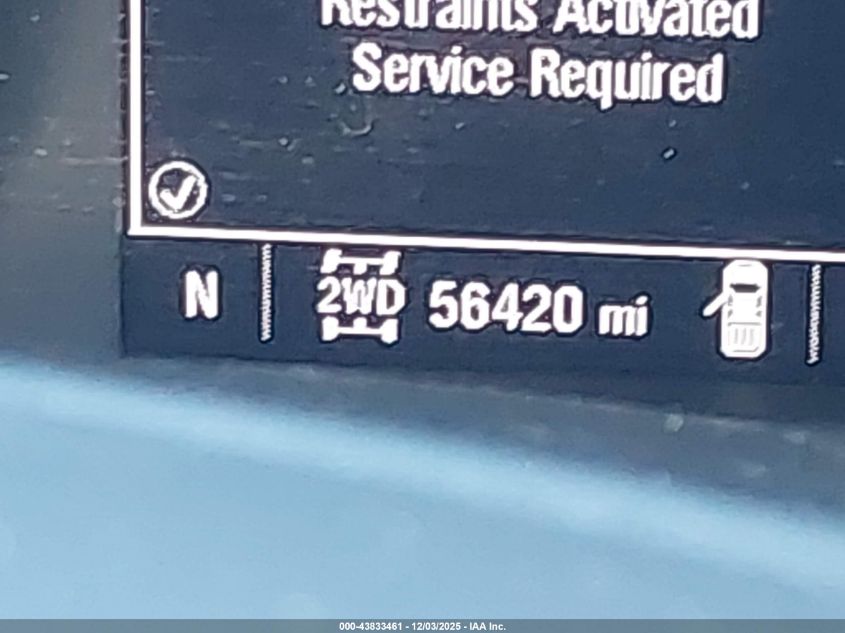 Restraints Activated
Service Required
N
2WD
56420 mi
000-43833461 - 12/03/2025 - IAA Inc.